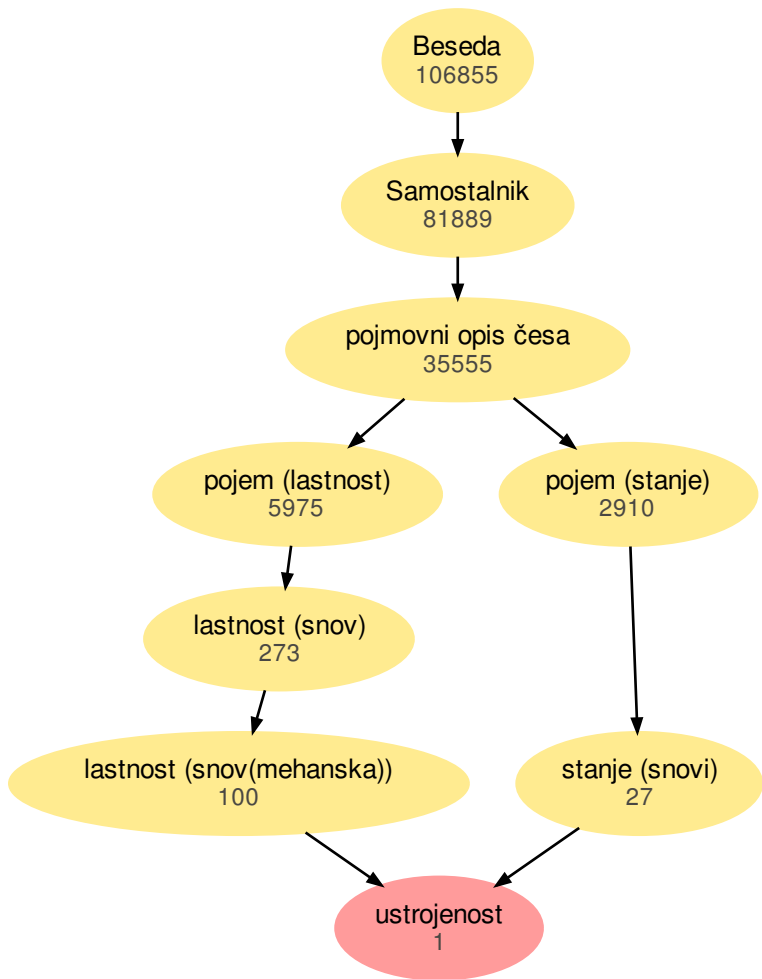 Beseda
106855
Samostalnik
81889
pojmovni opis česa
35555
pojem (lastnost)
5975
pojem (stanje)
2910
lastnost (snov)
273
lastnost (snov(mehanska))
100
stanje (snovi)
27
ustrojenost
1